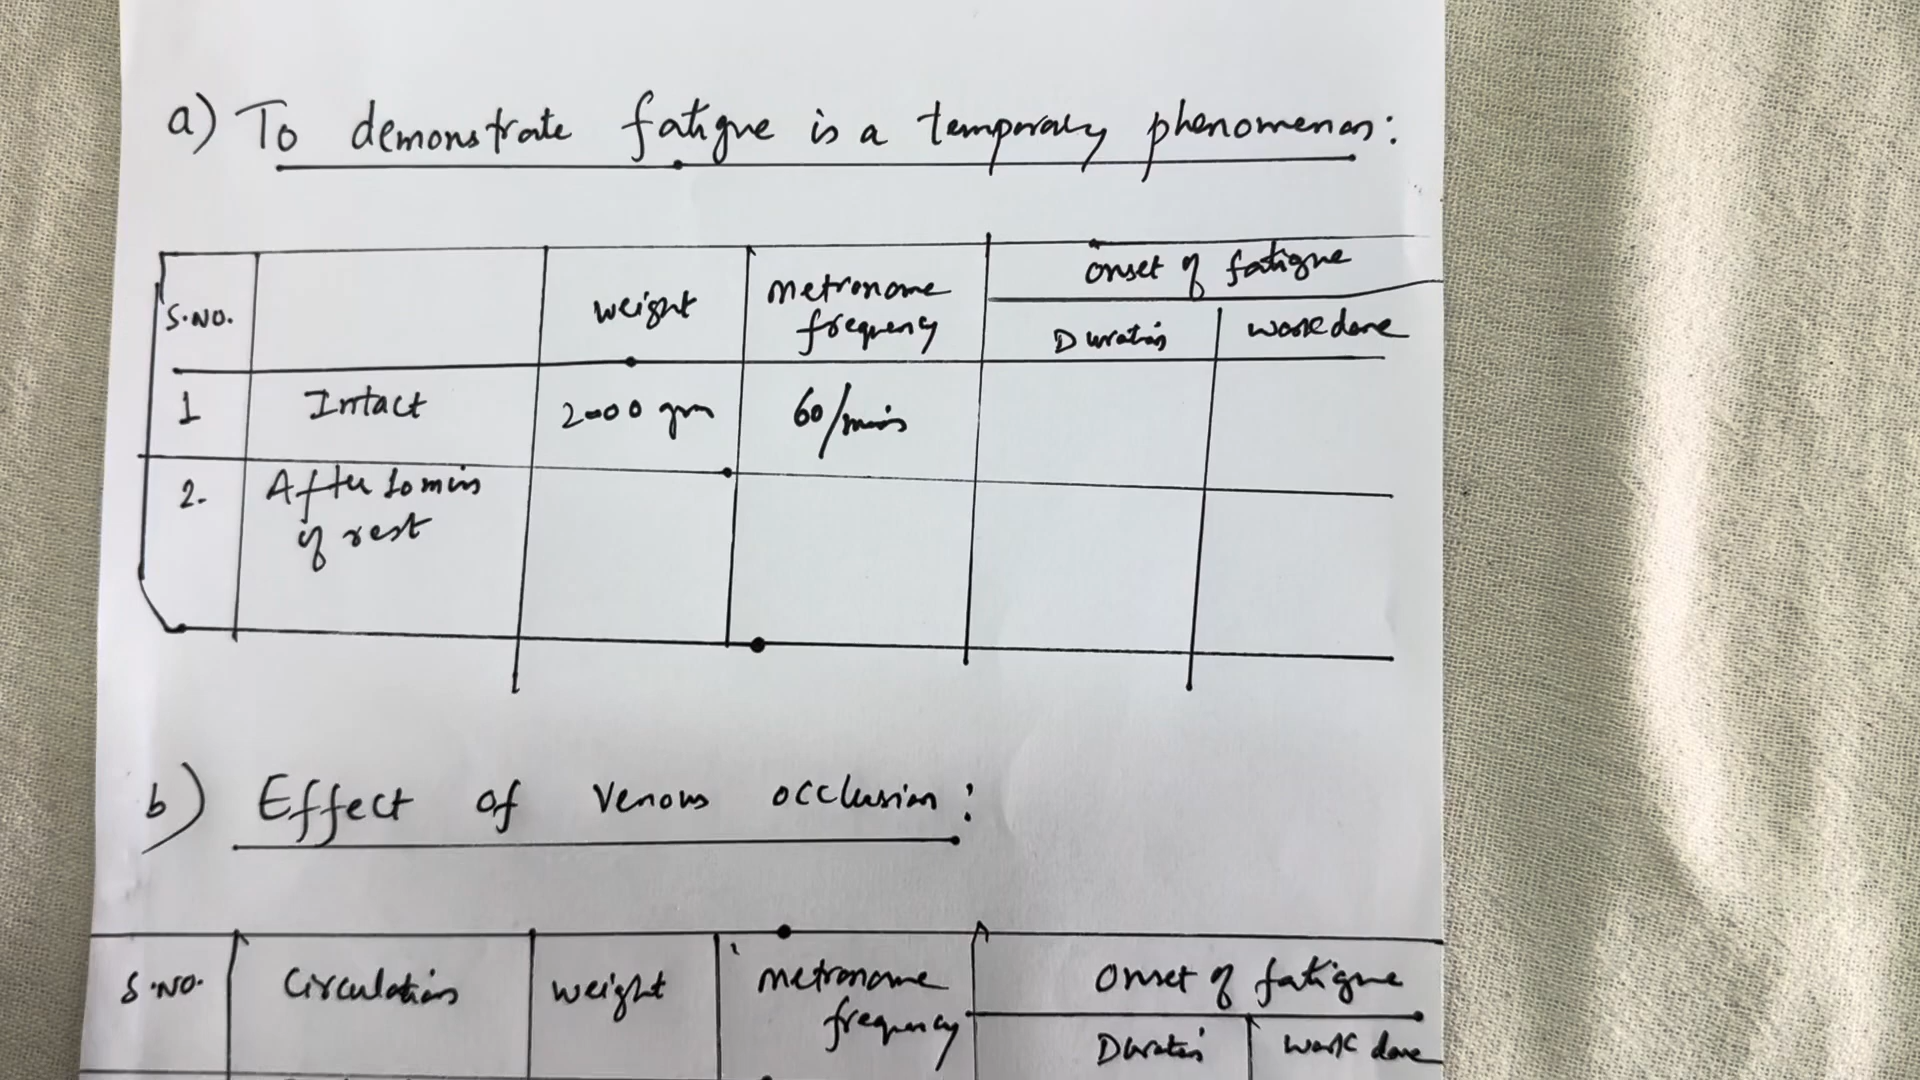 a) To demonstrate fatigue is a temporary phenomenon:
S.NO. weight metronome frequency onset of fatigue
Duration work done
1 Intact 2000 gm 60/min
2. After 10 min
of rest
b) Effect of venous occlusion:
S.NO. Circulation weight metronome frequency onset of fatigue
Duration work done